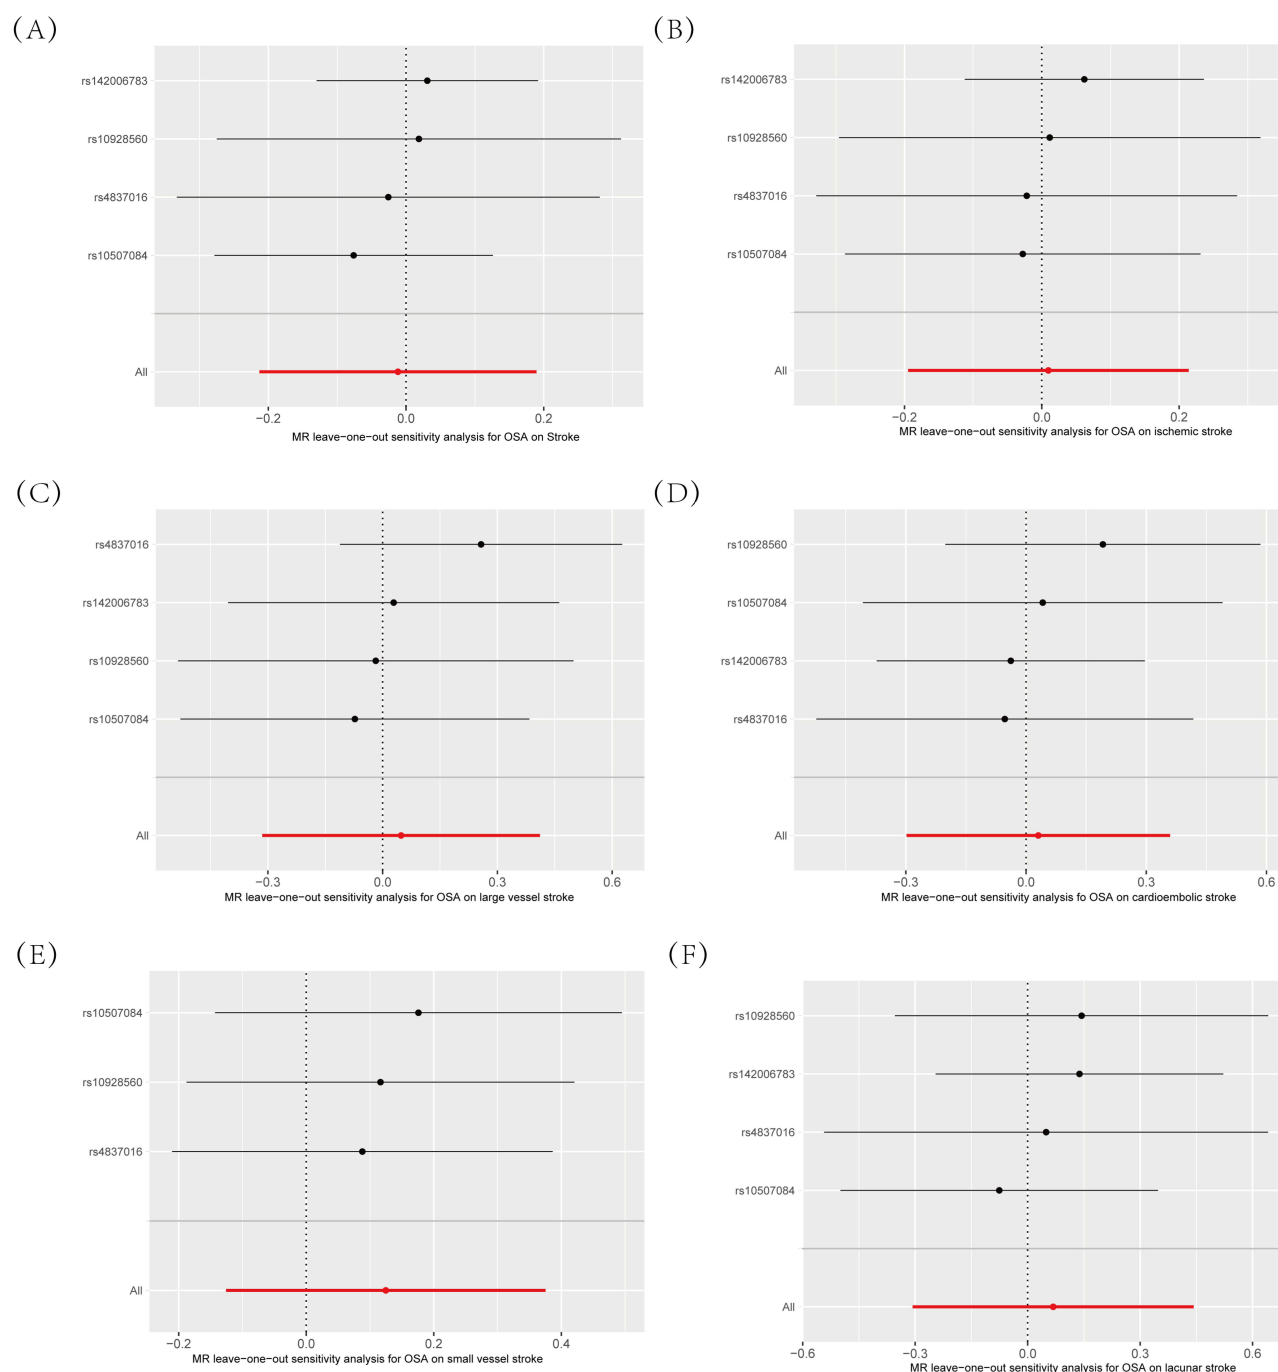 (A)
rs142006783
rs10928560
rs4837016
rs10507084
All
−0.2 0.0 0.2
MR leave−one−out sensitivity analysis for OSA on Stroke
(B)
rs142006783
rs10928560
rs4837016
rs10507084
All
−0.2 0.0 0.2
MR leave−one−out sensitivity analysis for OSA on ischemic stroke
(C)
rs4837016
rs142006783
rs10928560
rs10507084
All
−0.3 0.0 0.3 0.6
MR leave−one−out sensitivity analysis for OSA on large vessel stroke
(D)
rs10928560
rs10507084
rs142006783
rs4837016
All
−0.3 0.0 0.3 0.6
MR leave−one−out sensitivity analysis fo OSA on cardioembolic stroke
(E)
rs10507084
rs10928560
rs4837016
All
−0.2 0.0 0.2 0.4
MR leave−one−out sensitivity analysis for OSA on small vessel stroke
(F)
rs10928560
rs142006783
rs4837016
rs10507084
All
−0.6 −0.3 0.0 0.3 0.6
MR leave−one−out sensitivity analysis for OSA on lacunar stroke